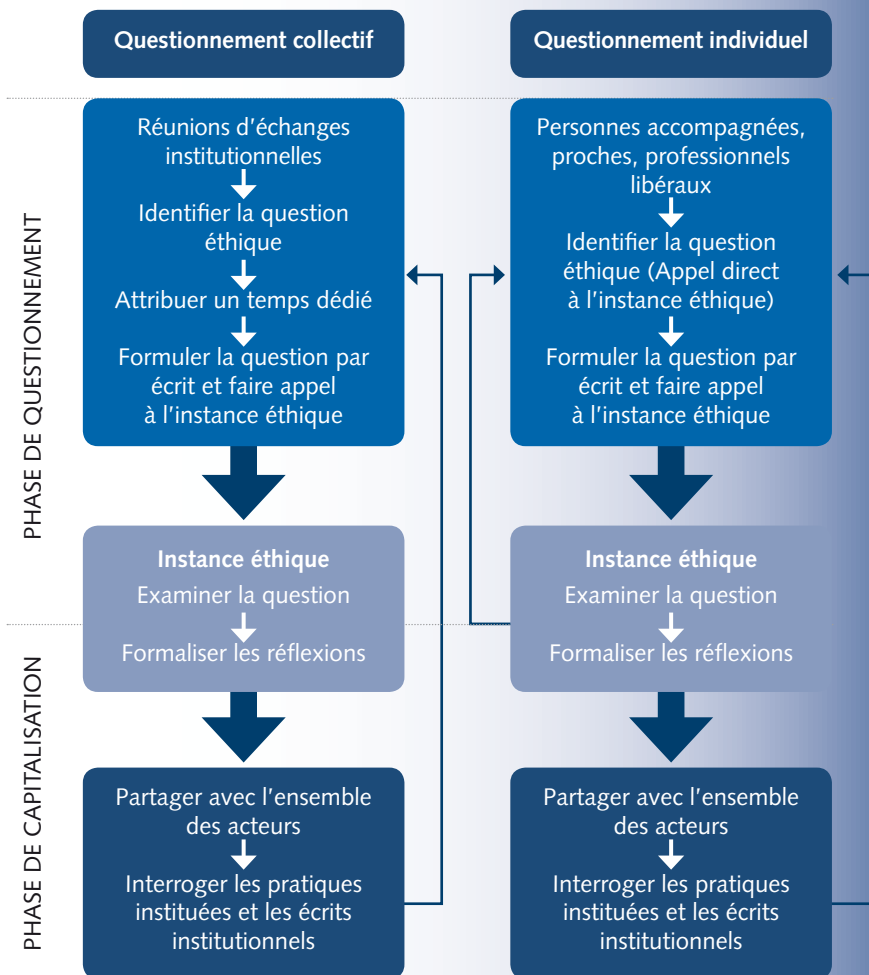 Questionnement collectif
Questionnement individuel
PHASE DE QUESTIONNEMENT
Réunions d'échanges
institutionnelles
Identifier la question
éthique
Attribuer un temps dédié
Formuler la question par
écrit et faire appel
à l'instance éthique
Personnes accompagnées,
proches, professionnels
libéraux
Identifier la question
éthique (Appel direct
à l'instance éthique)
Formuler la question par
écrit et faire appel
à l'instance éthique
Instance éthique
Examiner la question
Formaliser les réflexions
Instance éthique
Examiner la question
Formaliser les réflexions
PHASE DE CAPITALISATION
Partager avec l'ensemble
des acteurs
Interroger les pratiques
instituées et les écrits
institutionnels
Partager avec l'ensemble
des acteurs
Interroger les pratiques
instituées et les écrits
institutionnels